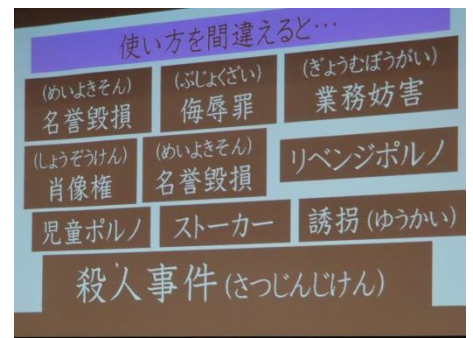 使い方を間違えると…
(めいよきそん)
名誉毀損
(ぶじょくざい)
侮辱罪
(ぎょうむぼうがい)
業務妨害
(しょうぞうけん)
肖像権
(めいよきそん)
名誉毀損
リベンジポルノ
児童ポルノ
ストーカー
誘拐(ゆうかい)
殺人事件(さつじんじけん)